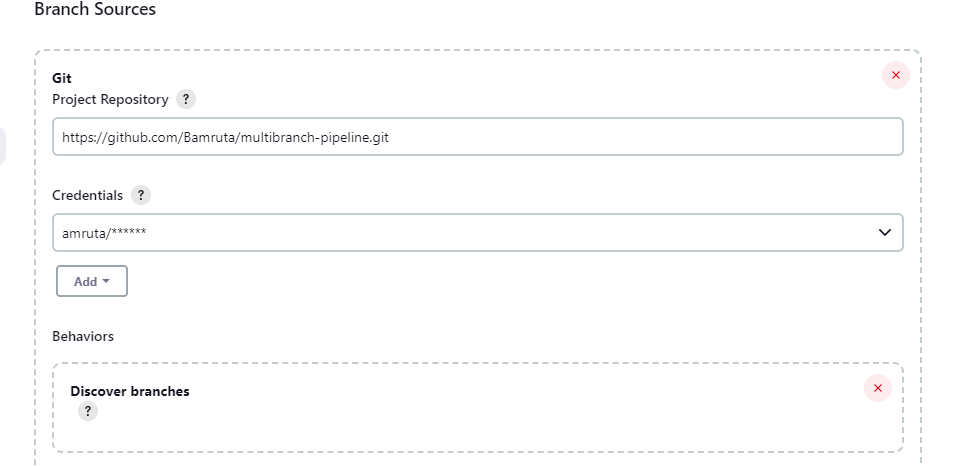 Branch Sources
Git
Project Repository ?
https://github.com/Bamruta/multibranch-pipeline.git
Credentials ?
amruta/******
Add
Behaviors
Discover branches
?